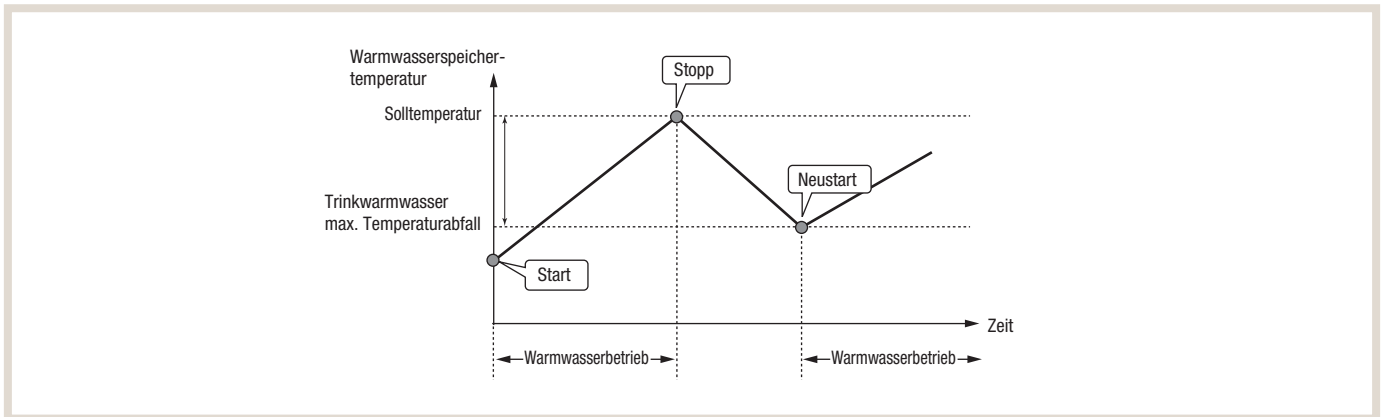 Warmwasserspeicher-
temperatur
Stopp
Solltemperatur
Neustart
Trinkwarmwasser
max. Temperaturabfall
Start
Zeit
Warmwasserbetrieb
Warmwasserbetrieb